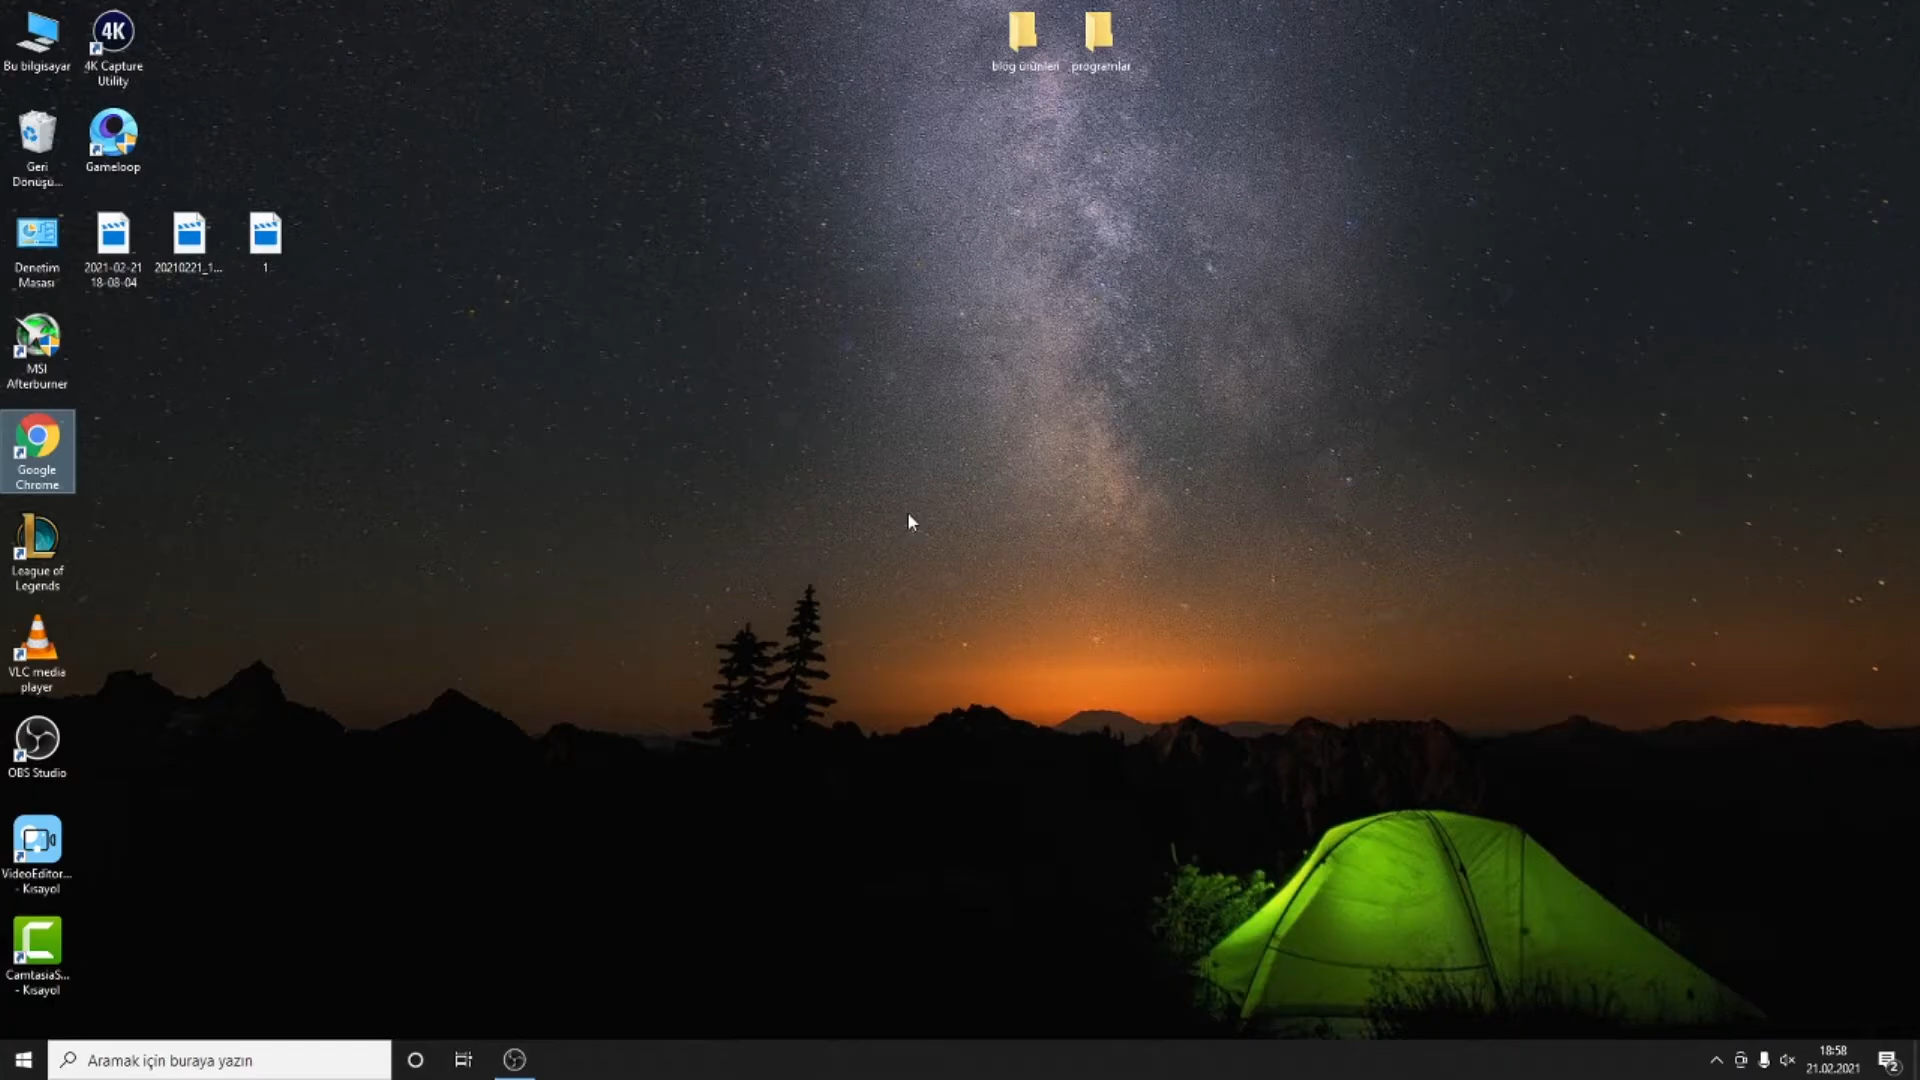 Bu bilgisayar
4K
4K Capture
Utility
blog ürünleri
programlar
Geri
Dönüşü...
Gameloop
Denetim
Masası
2021-02-21
18-08-04
20210221_1...
1
MSI
Afterburner
Google
Chrome
League of
Legends
VLC media
player
OBS Studio
VideoEditor...
- Kısayol
CamtasiaS...
- Kısayol
Aramak için buraya yazın
18:58
21.02.2021
2